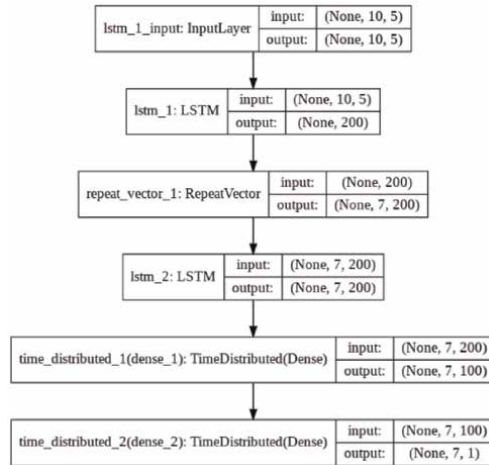 lstm_1_input: InputLayer input: (None, 10, 5)
output: (None, 10, 5)
lstm_1: LSTM input: (None, 10, 5)
output: (None, 200)
repeat_vector_1: RepeatVector input: (None, 200)
output: (None, 7, 200)
lstm_2: LSTM input: (None, 7, 200)
output: (None, 7, 200)
time_distributed_1(dense_1): TimeDistributed(Dense) input: (None, 7, 200)
output: (None, 7, 100)
time_distributed_2(dense_2): TimeDistributed(Dense) input: (None, 7, 100)
output: (None, 7, 1)